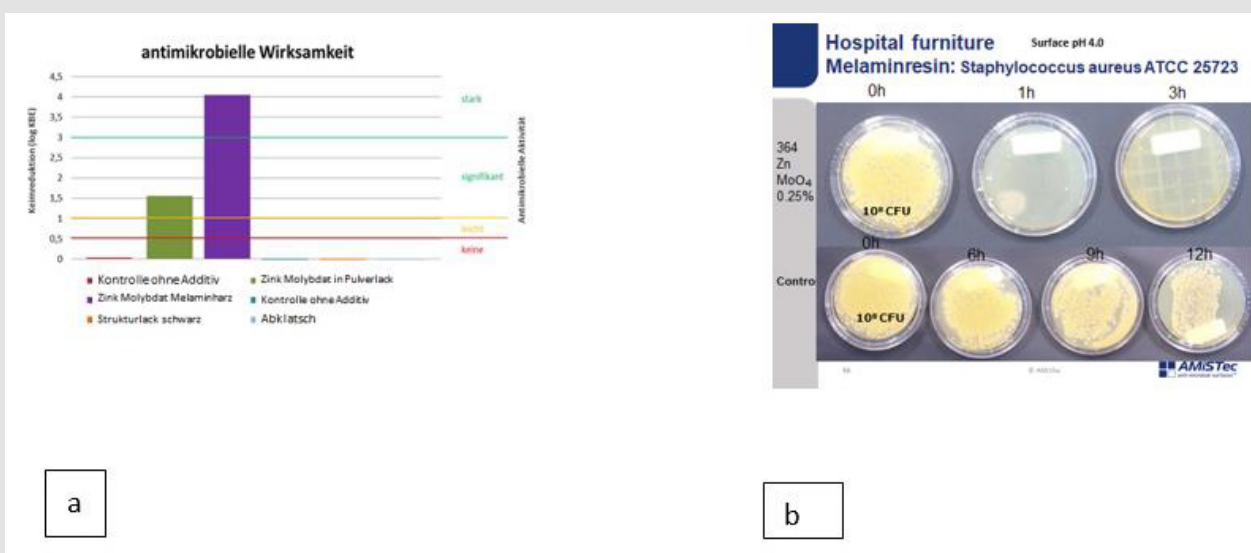 antimikrobielle Wirksamkeit
4,5
4
3,5
3
2,5
2
1,5
1
0,5
0
Keimreduktion (log KBE)
stark
signifikant
leicht
keine
Antimikrobielle Aktivität
Kontrolle ohne Additiv
Zink Molybdat in Pulverlack
Zink Molybdat Melaminharz
Kontrolle ohne Additiv
Strukturlack schwarz
Abklatsch
a
Hospital furniture Surface pH 4.0
Melaminresin: Staphylococcus aureus ATCC 25723
0h 1h 3h
364
Zn
MoO₄
0.25%
10⁸ CFU
0h 6h 9h 12h
Contro
10⁸ CFU
AMiSTec
b